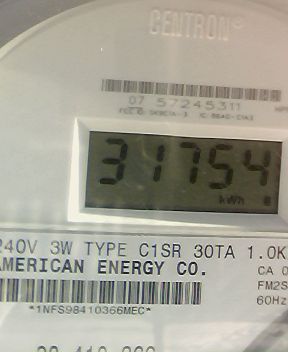 CENTRON®
07 57245311
31754
kWh
240V 3W TYPE C1SR 30TA 1.0K
AMERICAN ENERGY CO.
CA 0
FM2S
60Hz
*1NFS98410366MEC*